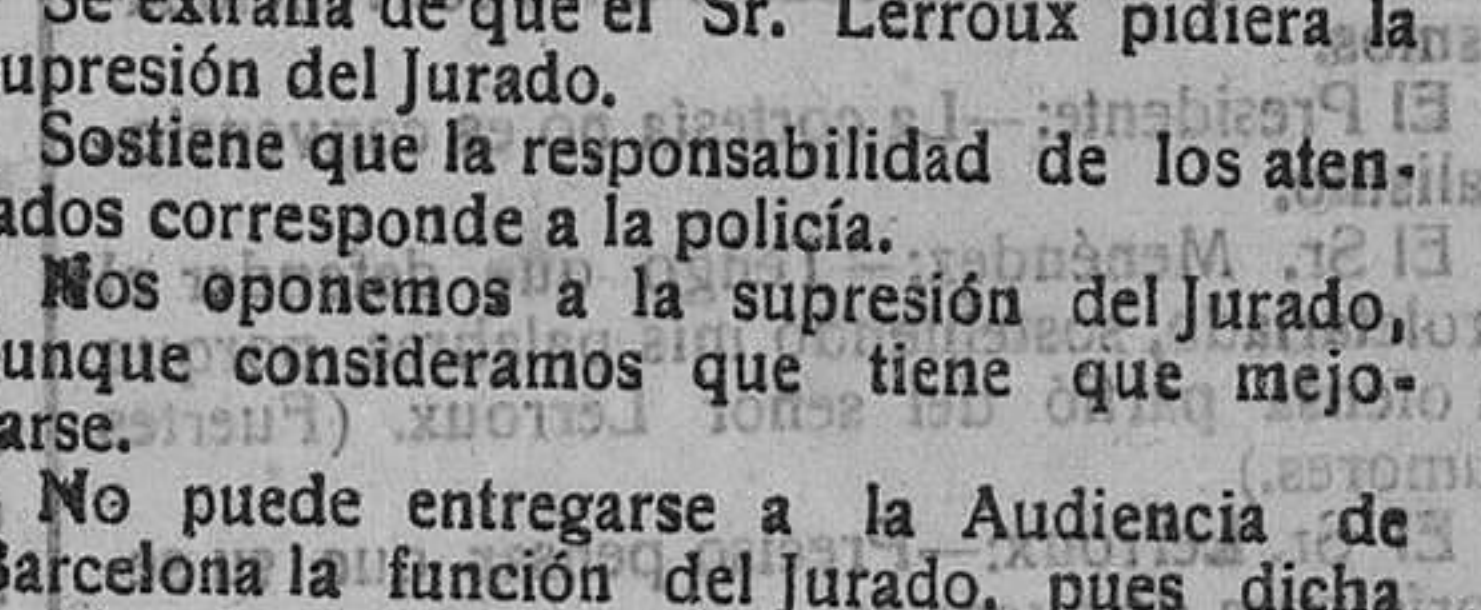 Se extraña de que el Sr. Lerroux pidiera la
upresión del Jurado.
Sostiene que la responsabilidad de los aten-
ados corresponde a la policía.
Nos oponemos a la supresión del Jurado,
unque consideramos que tiene que mejo-
arse.
No puede entregarse a la Audiencia de
Barcelona la función del Jurado, pues dicha